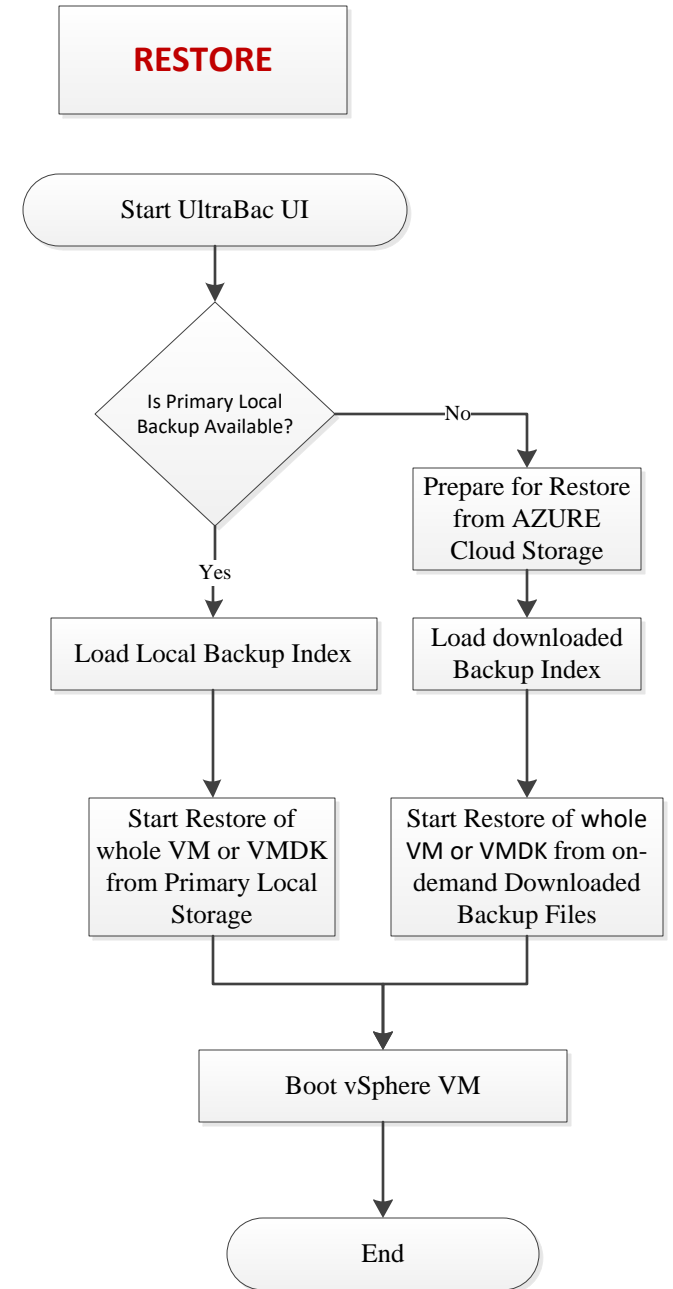 RESTORE
Start UltraBac UI
Is Primary Local
Backup Available?
No
Prepare for Restore
from AZURE
Cloud Storage
Yes
Load Local Backup Index
Load downloaded
Backup Index
Start Restore of
whole VM or VMDK
from Primary Local
Storage
Start Restore of whole
VM or VMDK from on-
demand Downloaded
Backup Files
Boot vSphere VM
End